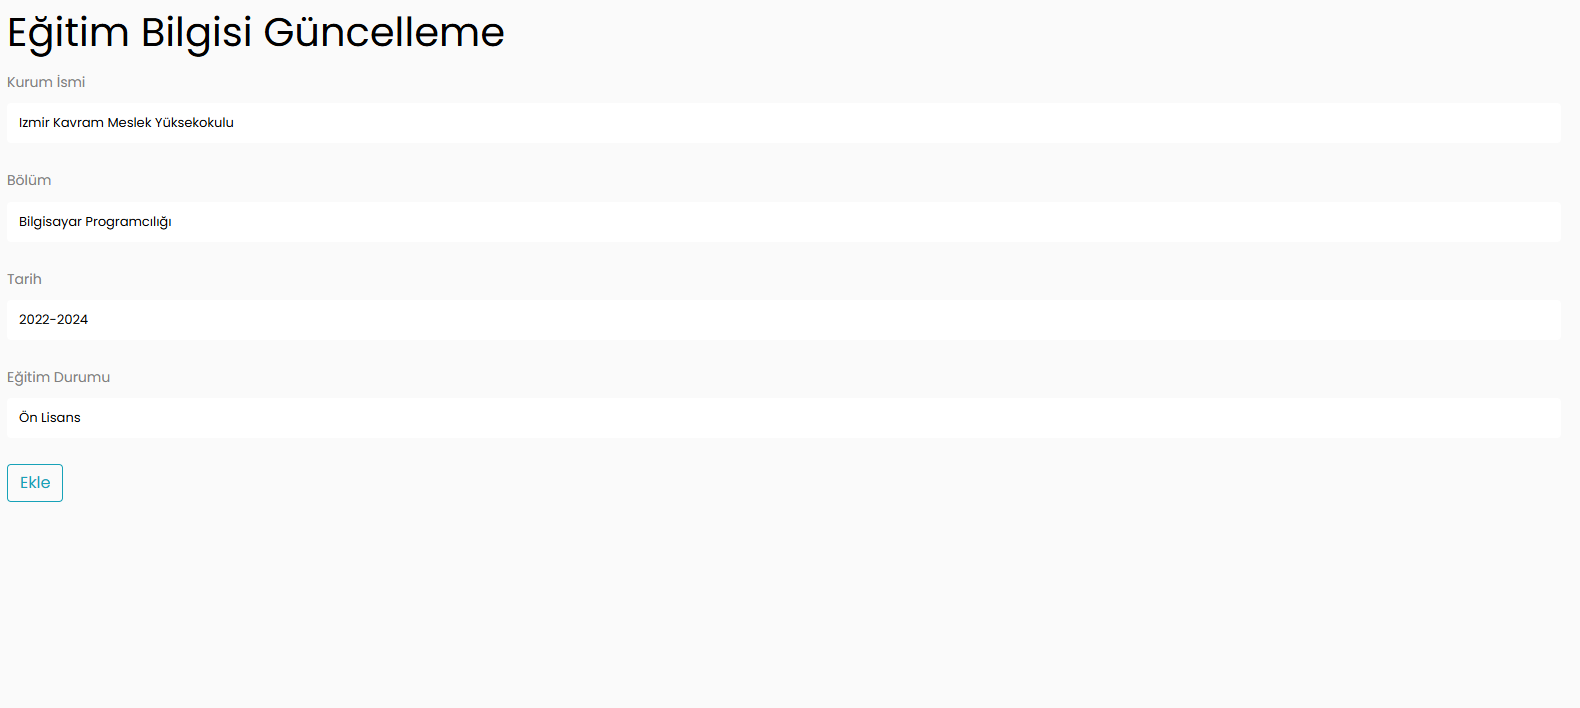 Eğitim Bilgisi Güncelleme
Kurum İsmi
Izmir Kavram Meslek Yüksekokulu
Bölüm
Bilgisayar Programcılığı
Tarih
2022-2024
Eğitim Durumu
Ön Lisans
Ekle